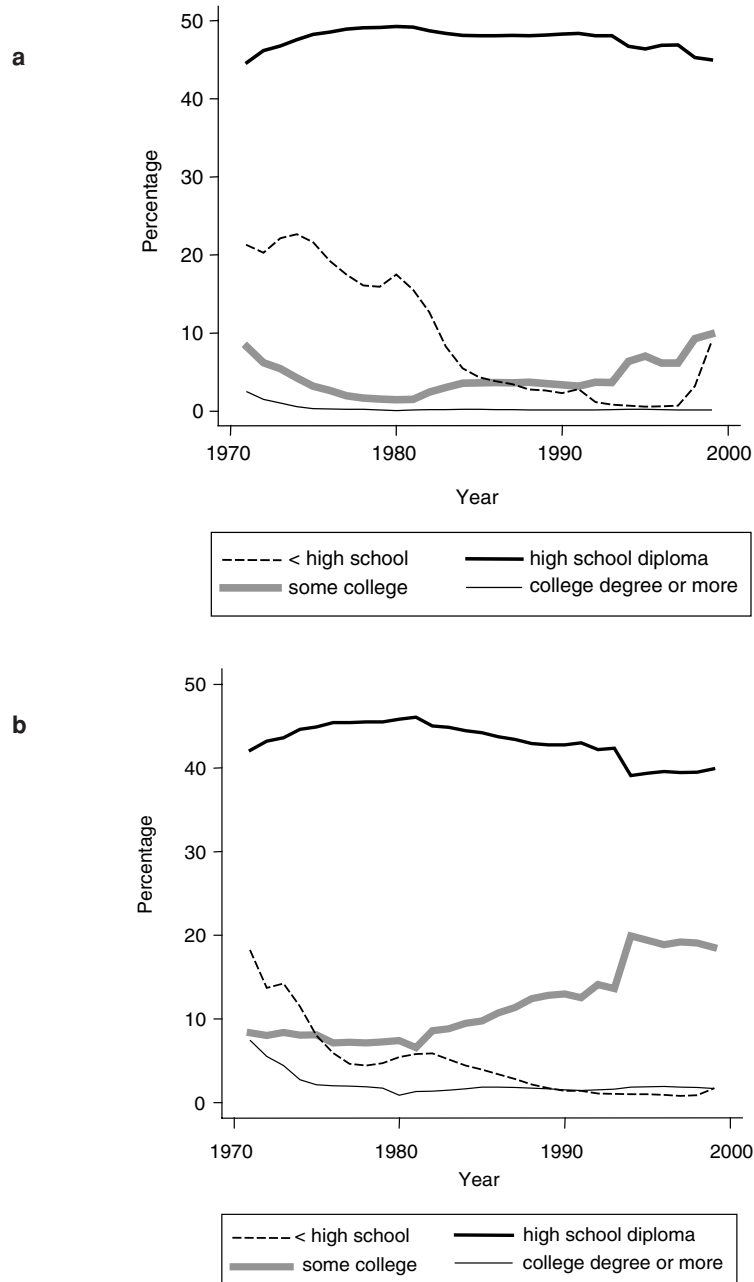 a
50
40
30
20
10
0
Percentage
1970 1980 1990 2000
Year
< high school high school diploma
some college college degree or more
b
50
40
30
20
10
0
Percentage
1970 1980 1990 2000
Year
< high school high school diploma
some college college degree or more